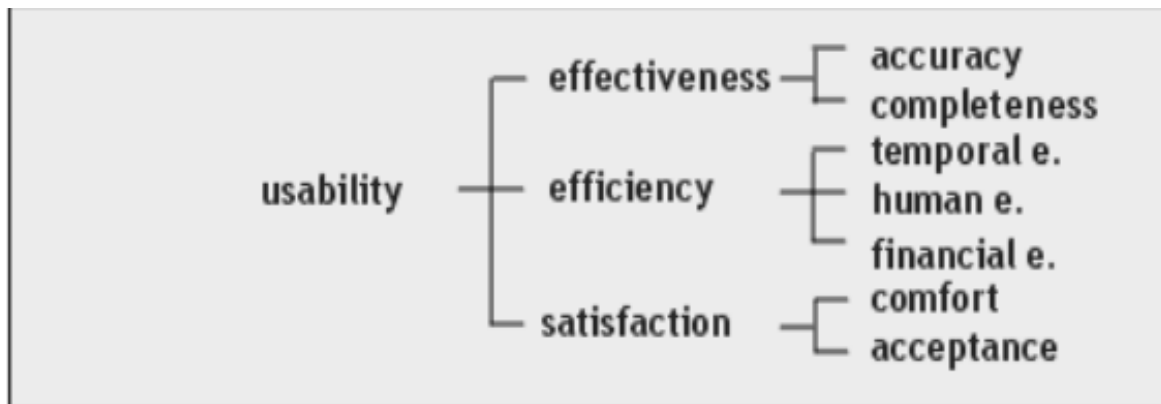 usability
effectiveness
accuracy
completeness
efficiency
temporal e.
human e.
financial e.
satisfaction
comfort
acceptance